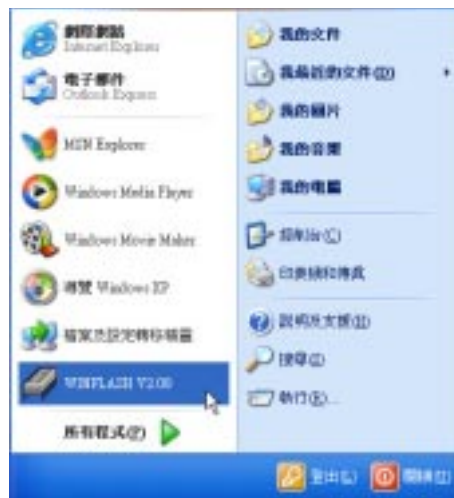 網際網路
Internet Explorer
電子郵件
Outlook Express
MSN Explorer
Windows Media Player
Windows Movie Maker
導覽 Windows XP
檔案及設定轉移精靈
WINFLASH V2.00
所有程式(P)
我的文件
我最近的文件(D)
我的圖片
我的音樂
我的電腦
控制台(C)
印表機和傳真
說明及支援(H)
搜尋(S)
執行(R)...
登出(L)
關機(U)